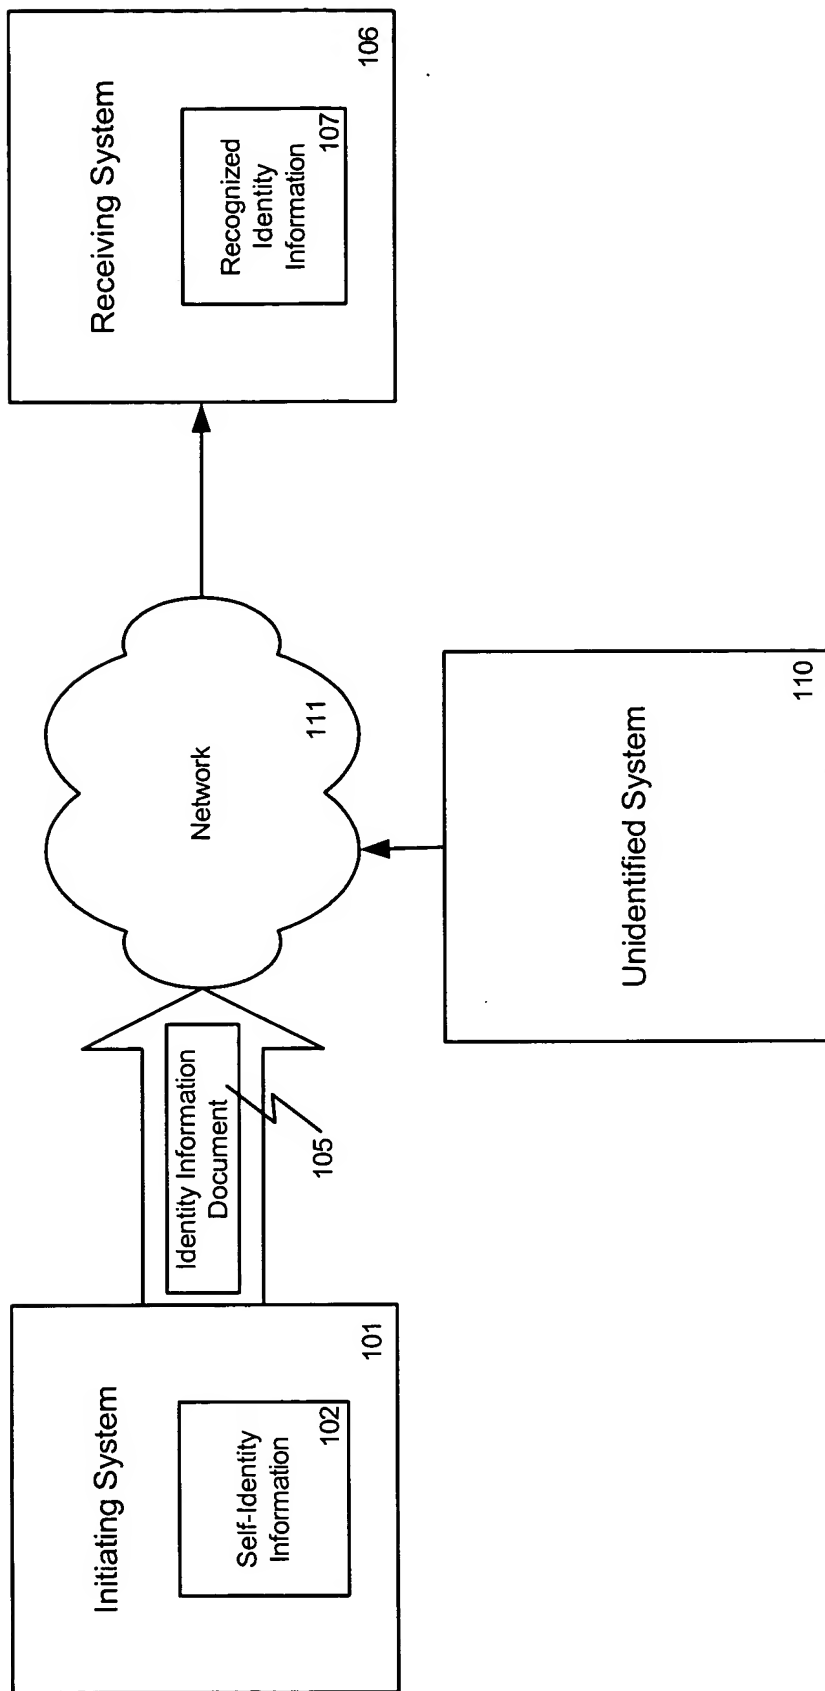 Initiating System
Self-Identity
Information
102
101
Identity Information
Document
105
Network
111
Unidentified System
110
Receiving System
Recognized
Identity
Information
107
106